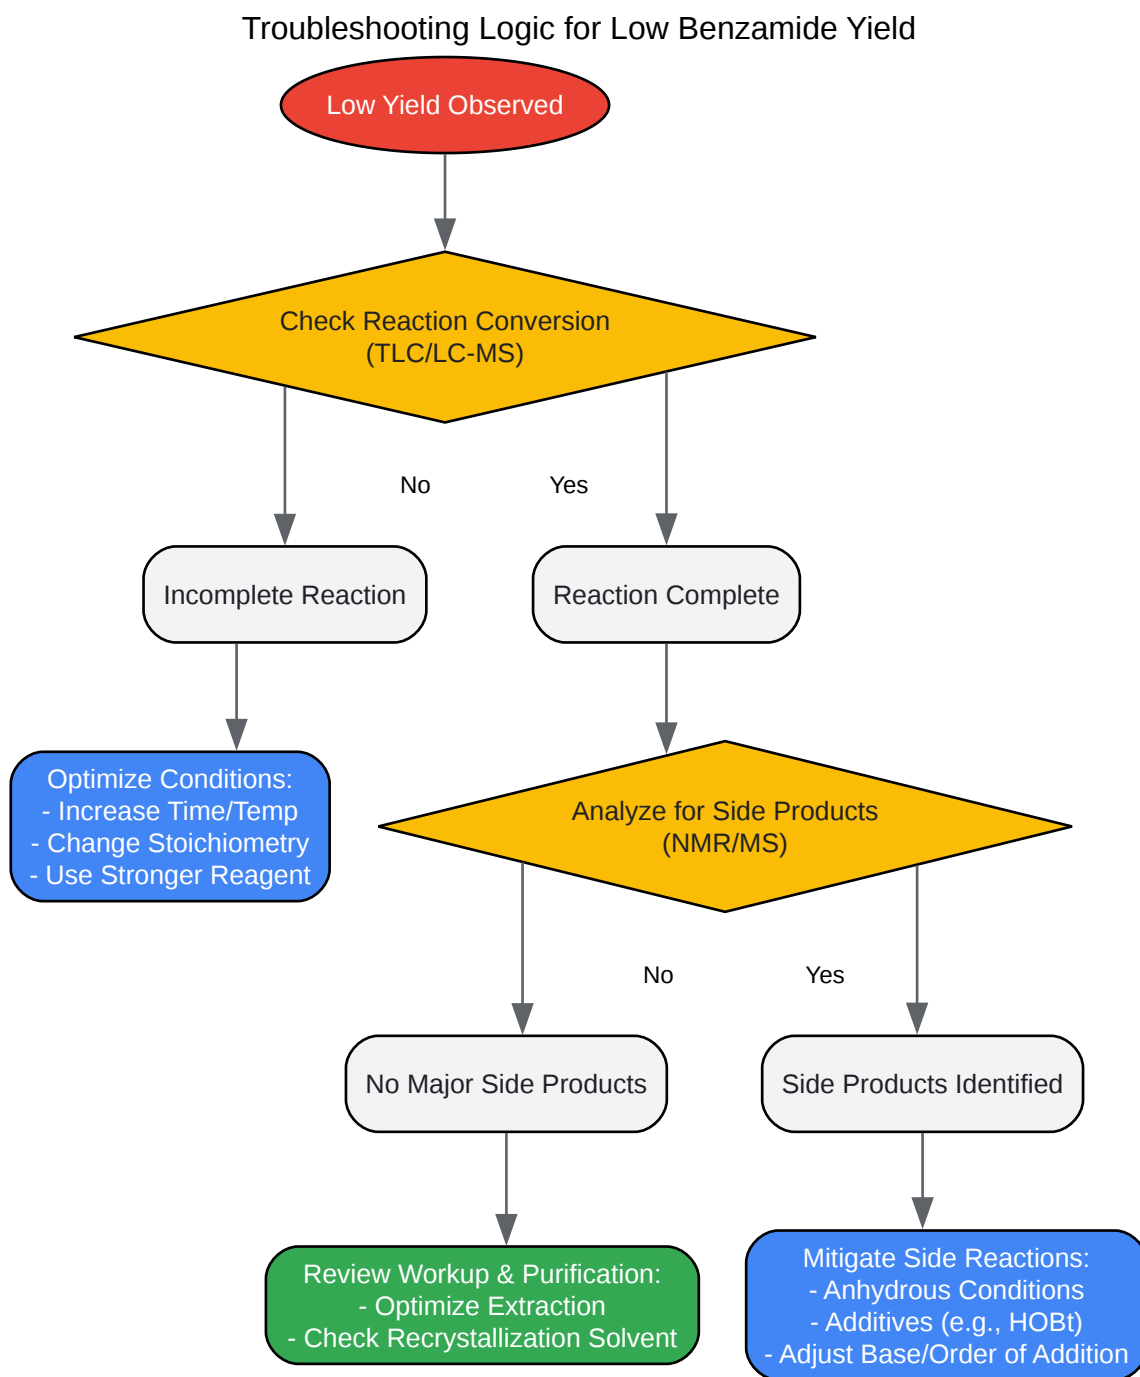 Troubleshooting Logic for Low Benzamide Yield
Low Yield Observed
Check Reaction Conversion
(TLC/LC-MS)
No
Yes
Incomplete Reaction
Reaction Complete
Optimize Conditions:
- Increase Time/Temp
- Change Stoichiometry
- Use Stronger Reagent
Analyze for Side Products
(NMR/MS)
No
Yes
No Major Side Products
Side Products Identified
Review Workup & Purification:
- Optimize Extraction
- Check Recrystallization Solvent
Mitigate Side Reactions:
- Anhydrous Conditions
- Additives (e.g., HOBt)
- Adjust Base/Order of Addition